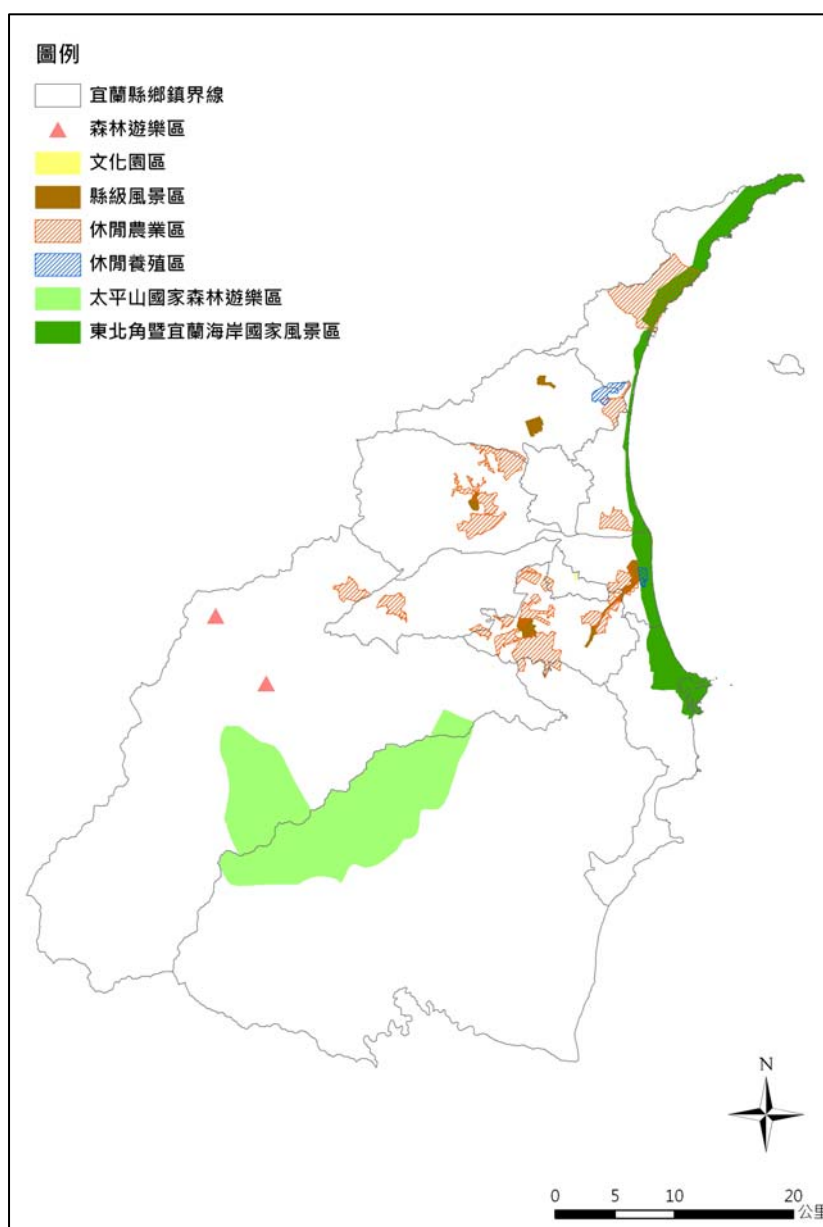 圖例
宜蘭縣鄉鎮界線
森林遊樂區
文化園區
縣級風景區
休閒農業區
休閒養殖區
太平山國家森林遊樂區
東北角暨宜蘭海岸國家風景區
N
0 5 10 20
公里